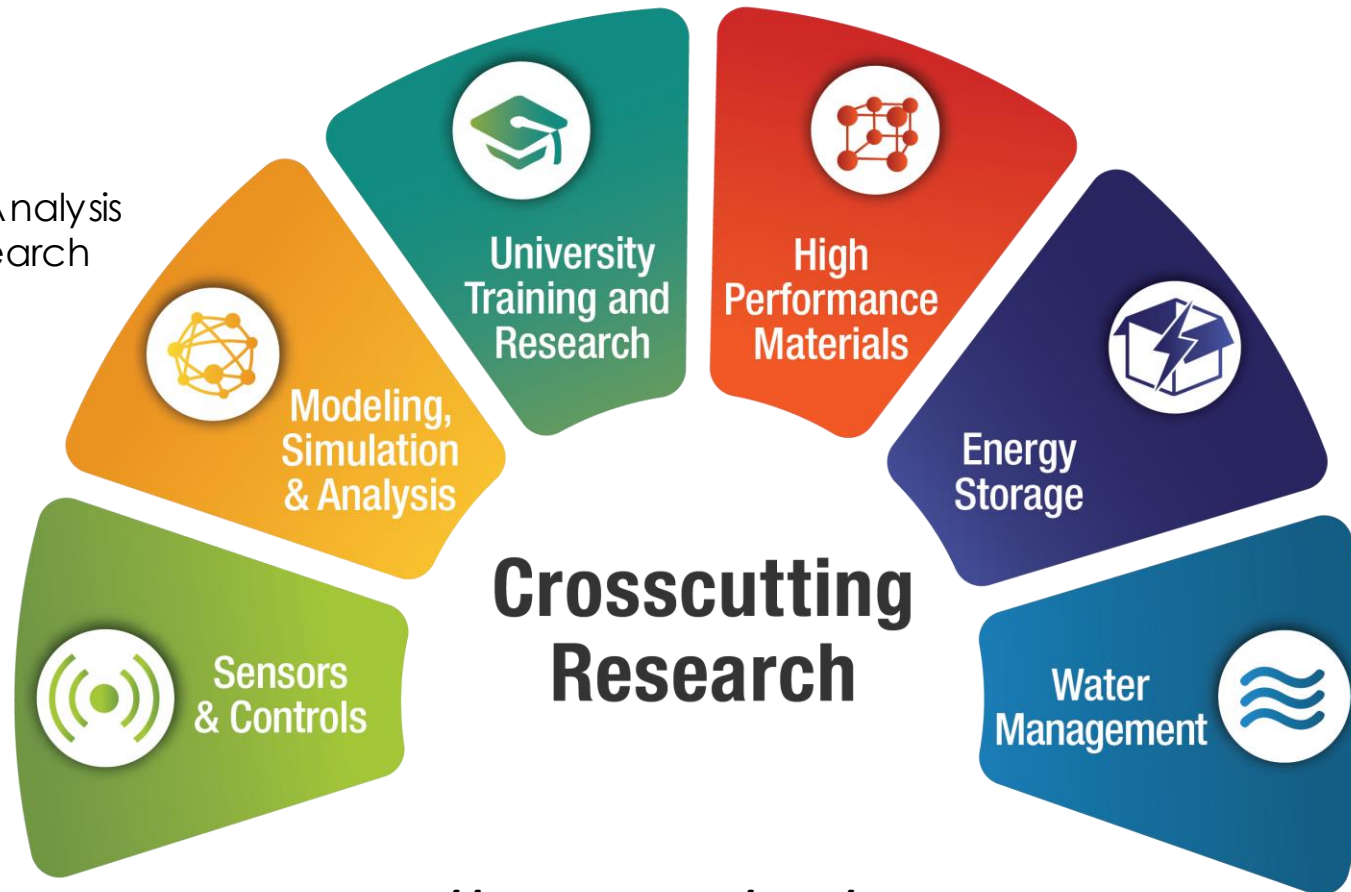 Analysis
earch
University
Training and
Research
High
Performance
Materials
Modeling,
Simulation
& Analysis
Energy
Storage
Crosscutting
Research
Sensors
& Controls
Water
Management